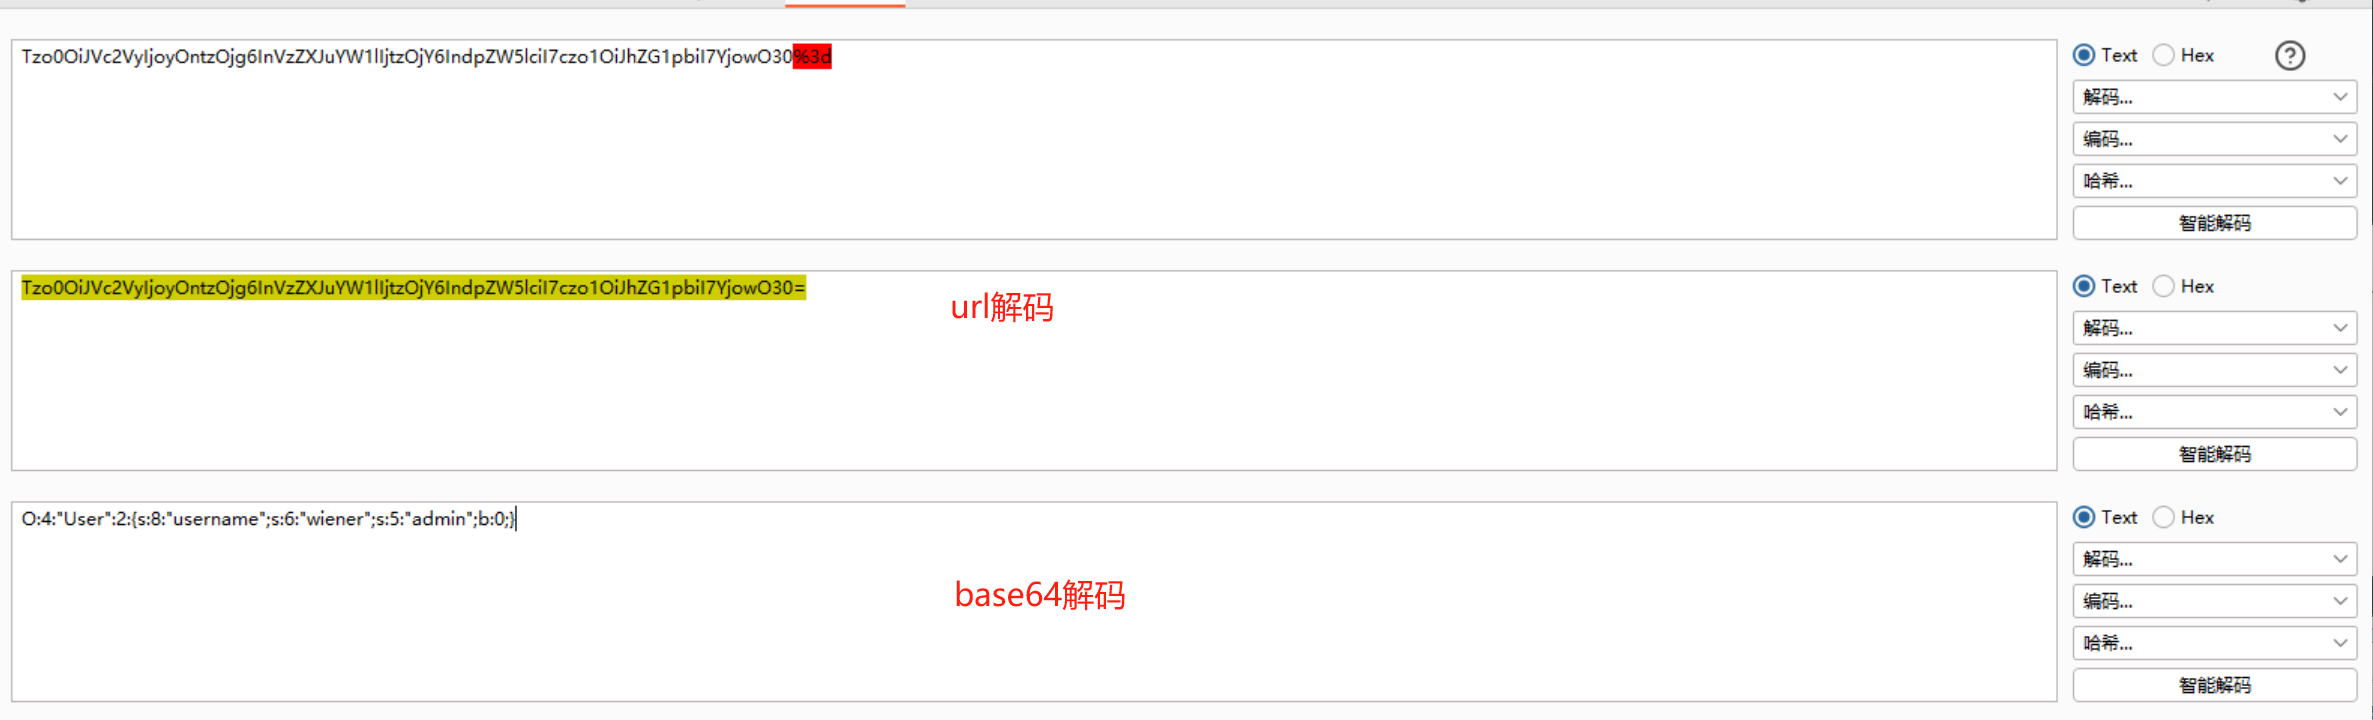 Tzo0OiJVc2VyIjoyOntzOjg6InVzZXJuYW1lIjtzOjY6IndpZW5lciI7czo1OiJhZG1pbiI7YjowO30%3d
Text Hex ?
解码...
编码...
哈希...
智能解码
Tzo0OiJVc2VyIjoyOntzOjg6InVzZXJuYW1lIjtzOjY6IndpZW5lciI7czo1OiJhZG1pbiI7YjowO30=
url解码
Text Hex
解码...
编码...
哈希...
智能解码
O:4:"User":2:{s:8:"username";s:6:"wiener";s:5:"admin";b:0;}
base64解码
Text Hex
解码...
编码...
哈希...
智能解码